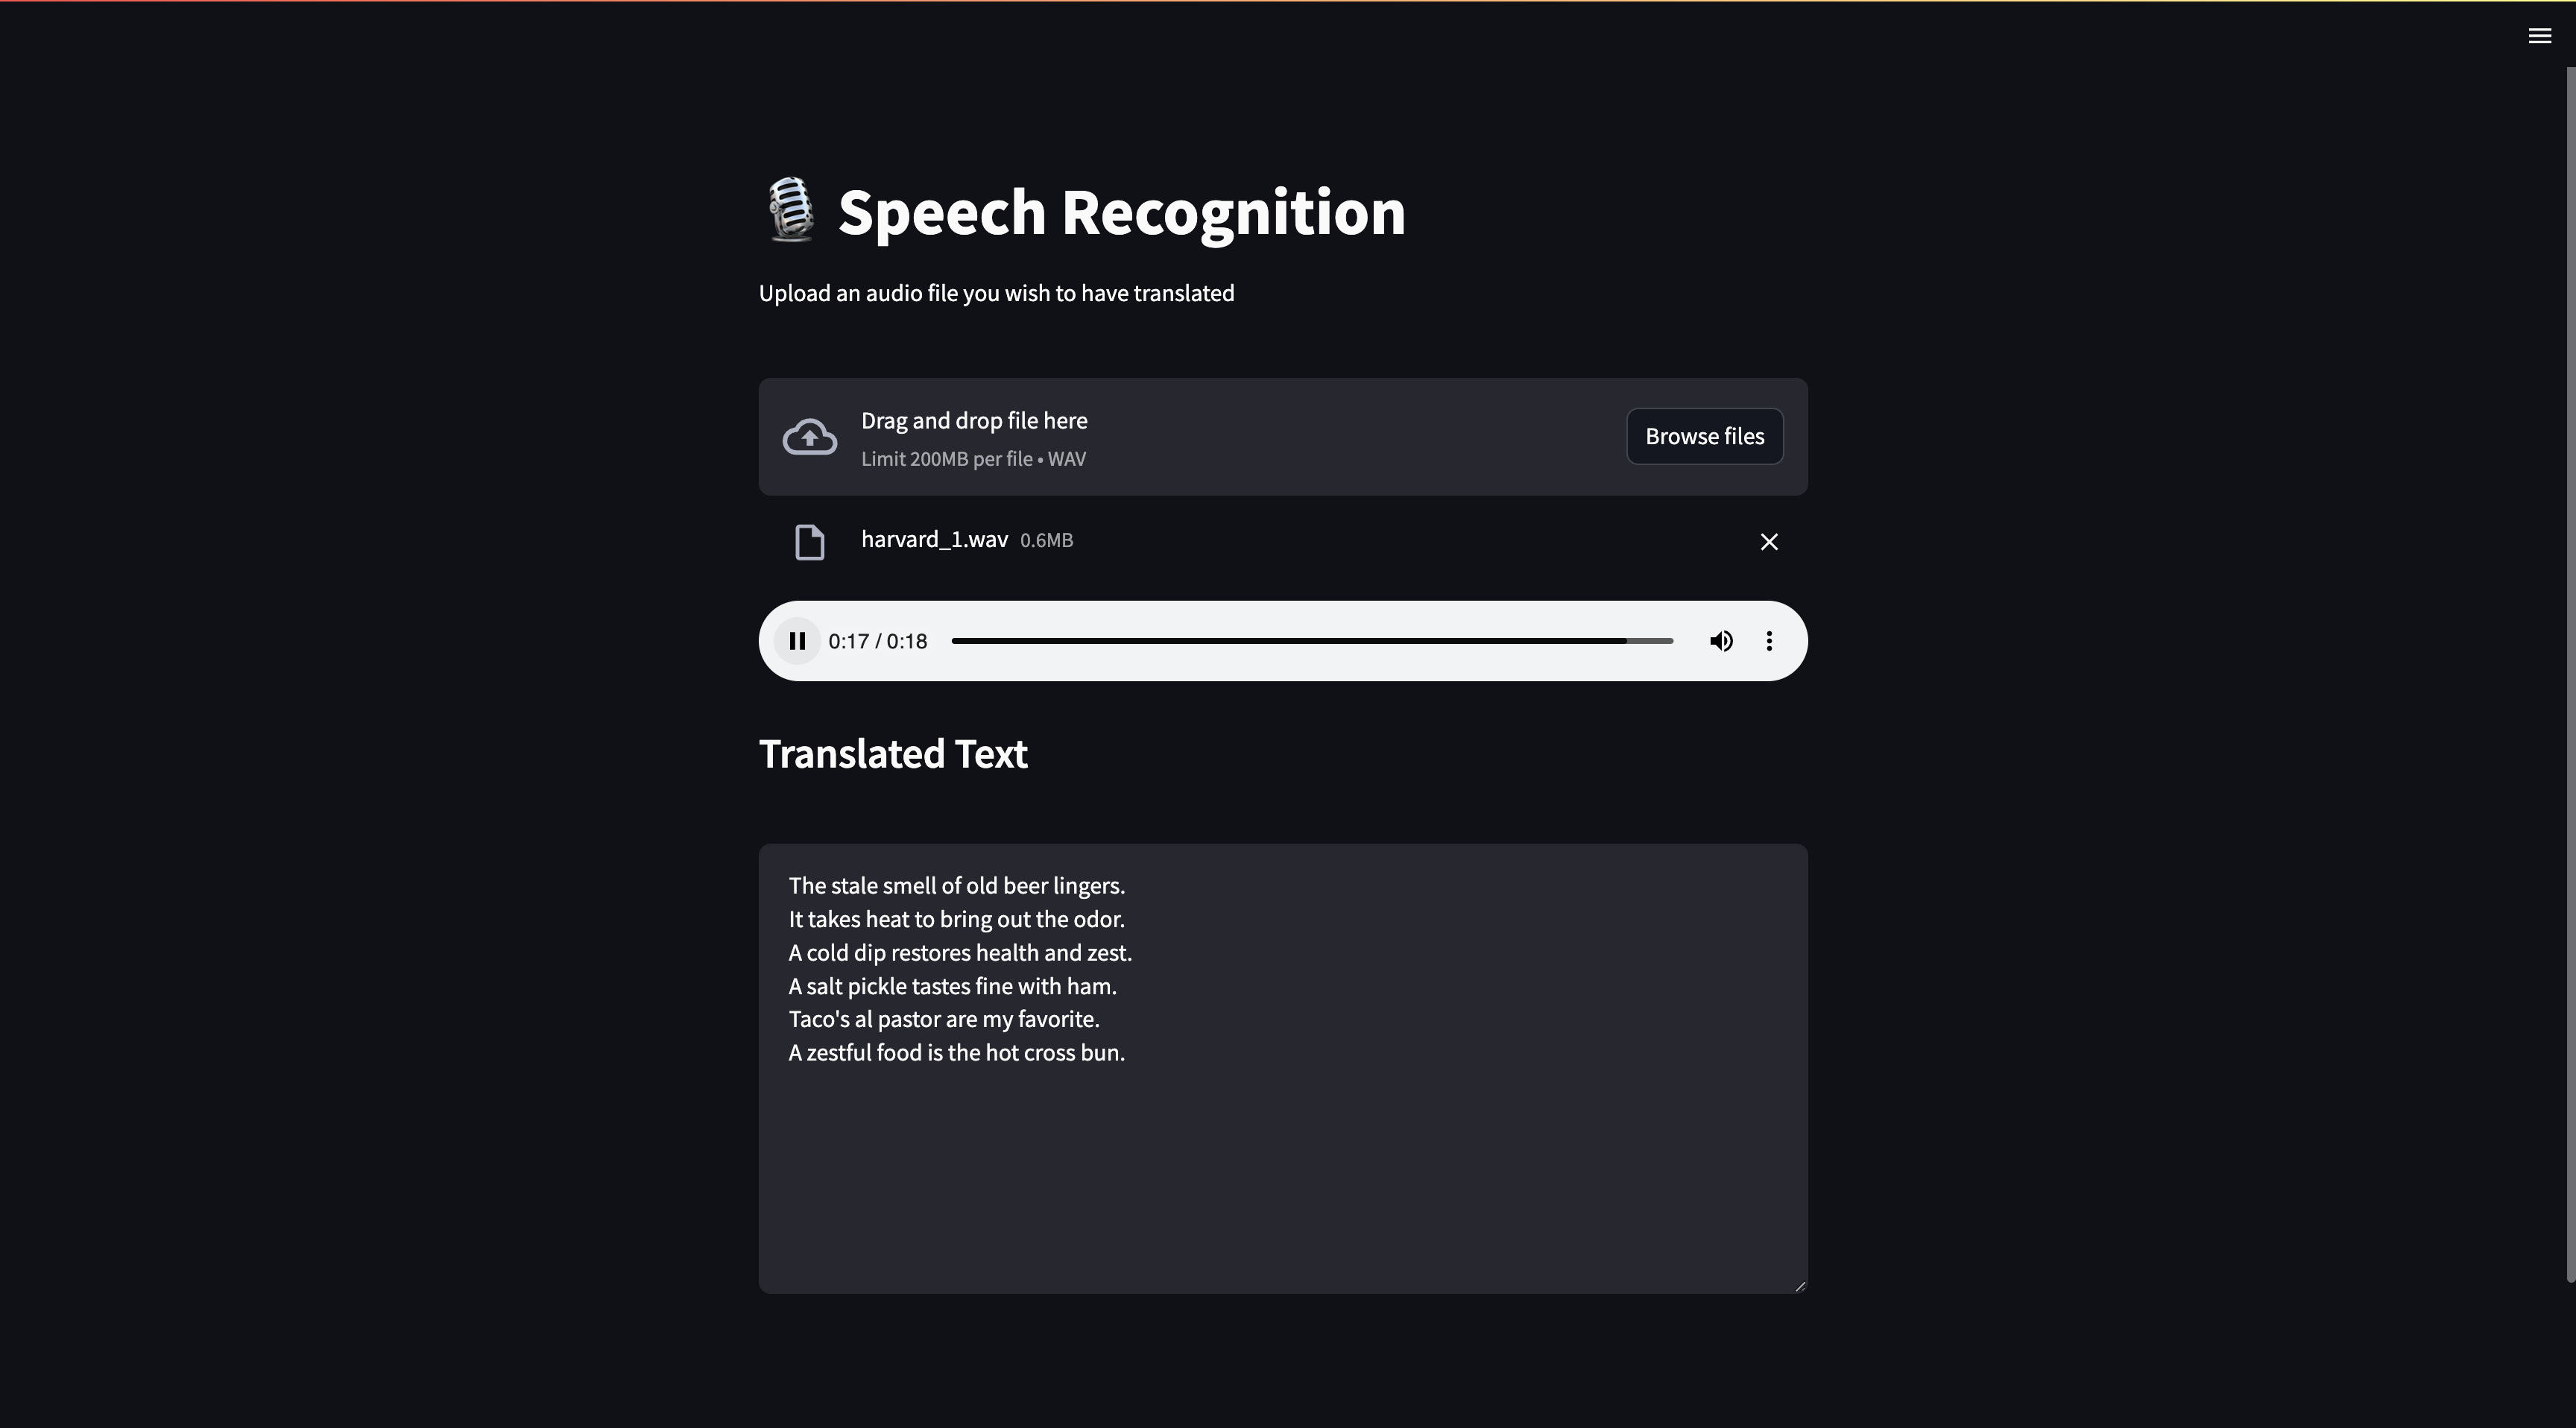 Speech Recognition
Upload an audio file you wish to have translated
Drag and drop file here
Limit 200MB per file • WAV
Browse files
harvard_1.wav 0.6MB
0:17 / 0:18
Translated Text
The stale smell of old beer lingers.
It takes heat to bring out the odor.
A cold dip restores health and zest.
A salt pickle tastes fine with ham.
Taco's al pastor are my favorite.
A zestful food is the hot cross bun.